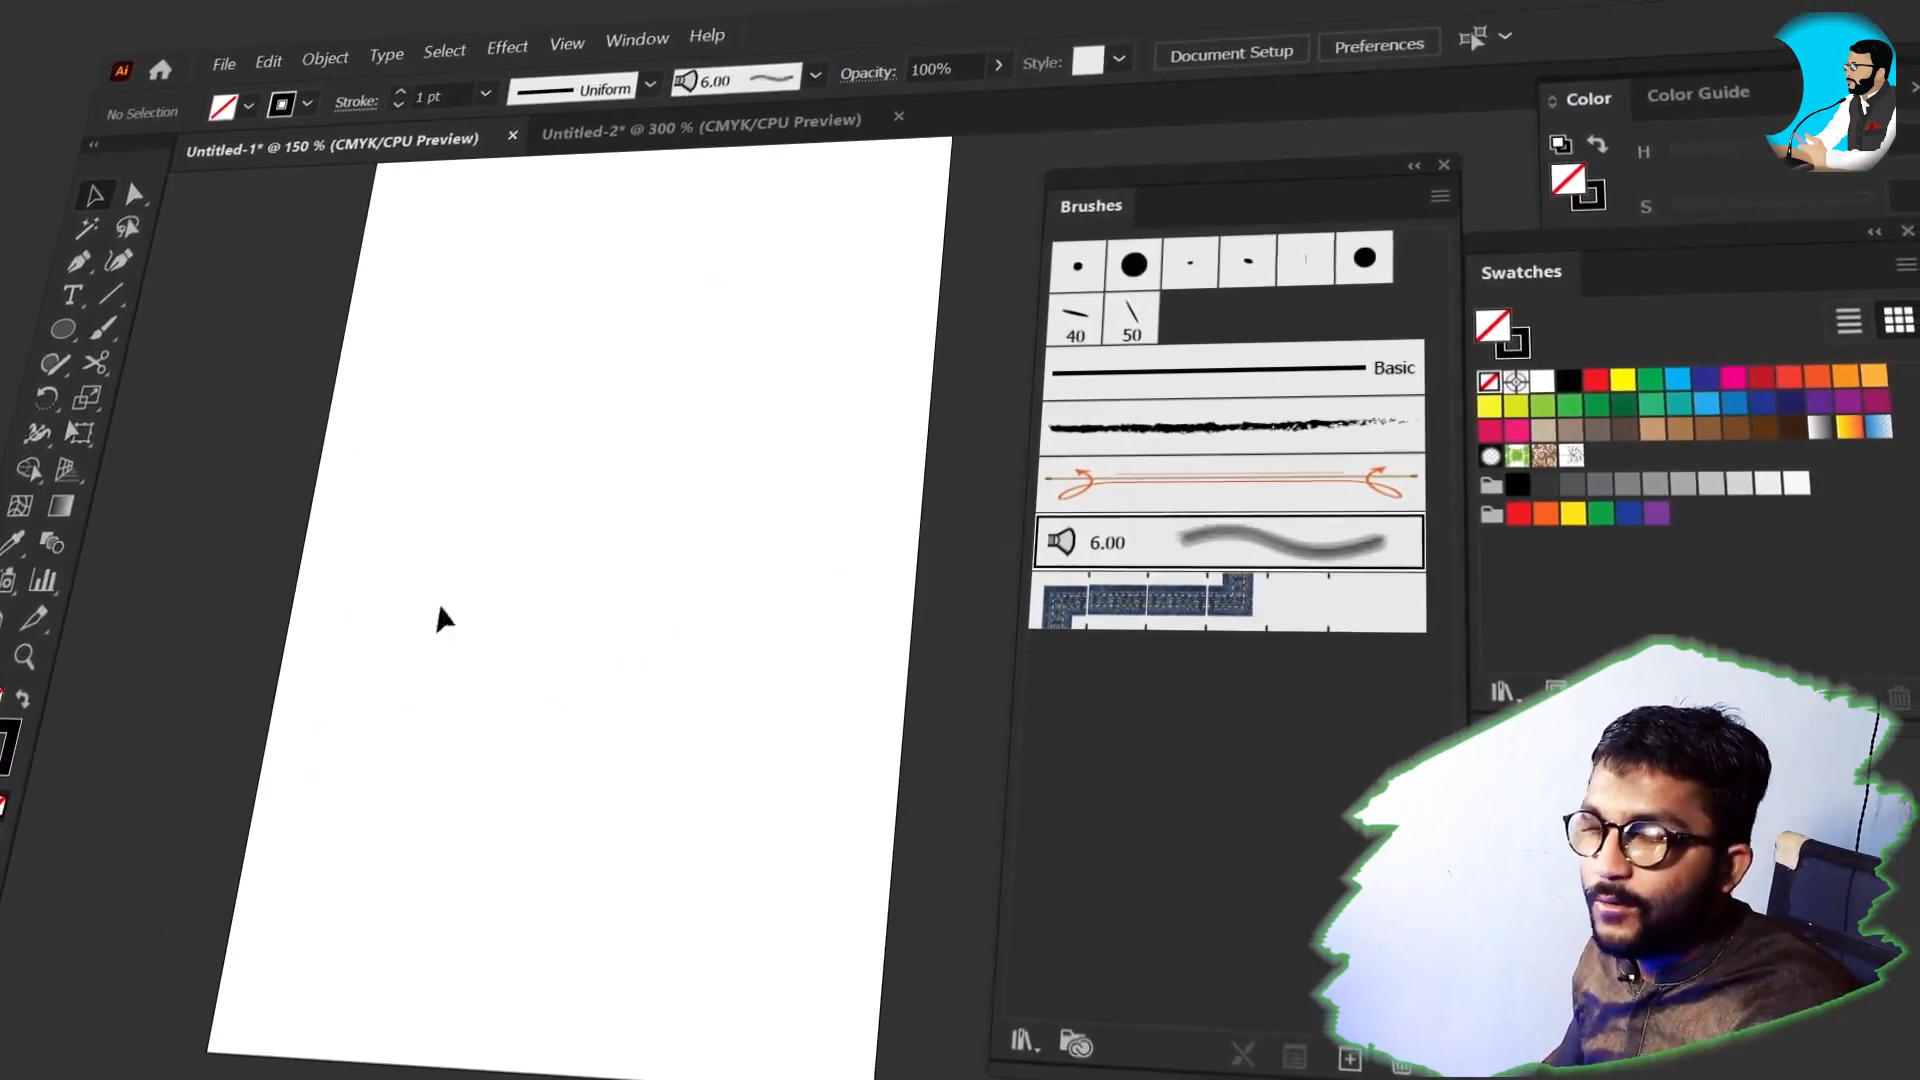 Ai File Edit Object Type Select Effect View Window Help
No Selection Stroke: 1 pt Uniform 6.00 Opacity: 100% Style: Document Setup Preferences
Untitled-1* @ 150 % (CMYK/CPU Preview) × Untitled-2* @ 300 % (CMYK/CPU Preview) ×
Color Color Guide
H
S
Brushes
40 50
Basic
6.00
Swatches